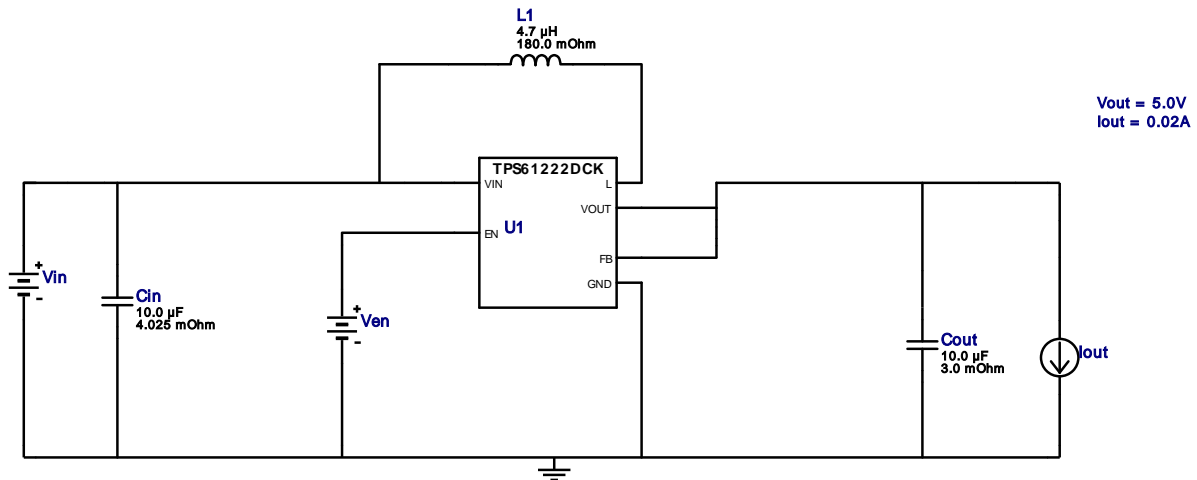 L1
4.7 µH
180.0 mOhm
Vout = 5.0V
Iout = 0.02A
TPS61222DCK
VIN
L
VOUT
EN
U1
FB
GND
+
Vin
-
Cin
10.0 µF
4.025 mOhm
+
Ven
-
Cout
10.0 µF
3.0 mOhm
Iout